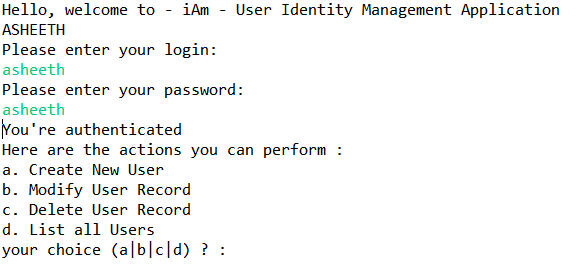 Hello, welcome to - iAm - User Identity Management Application
ASHEETH
Please enter your login:
asheeth
Please enter your password:
asheeth
You're authenticated
Here are the actions you can perform :
a. Create New User
b. Modify User Record
c. Delete User Record
d. List all Users
your choice (a|b|c|d) ? :